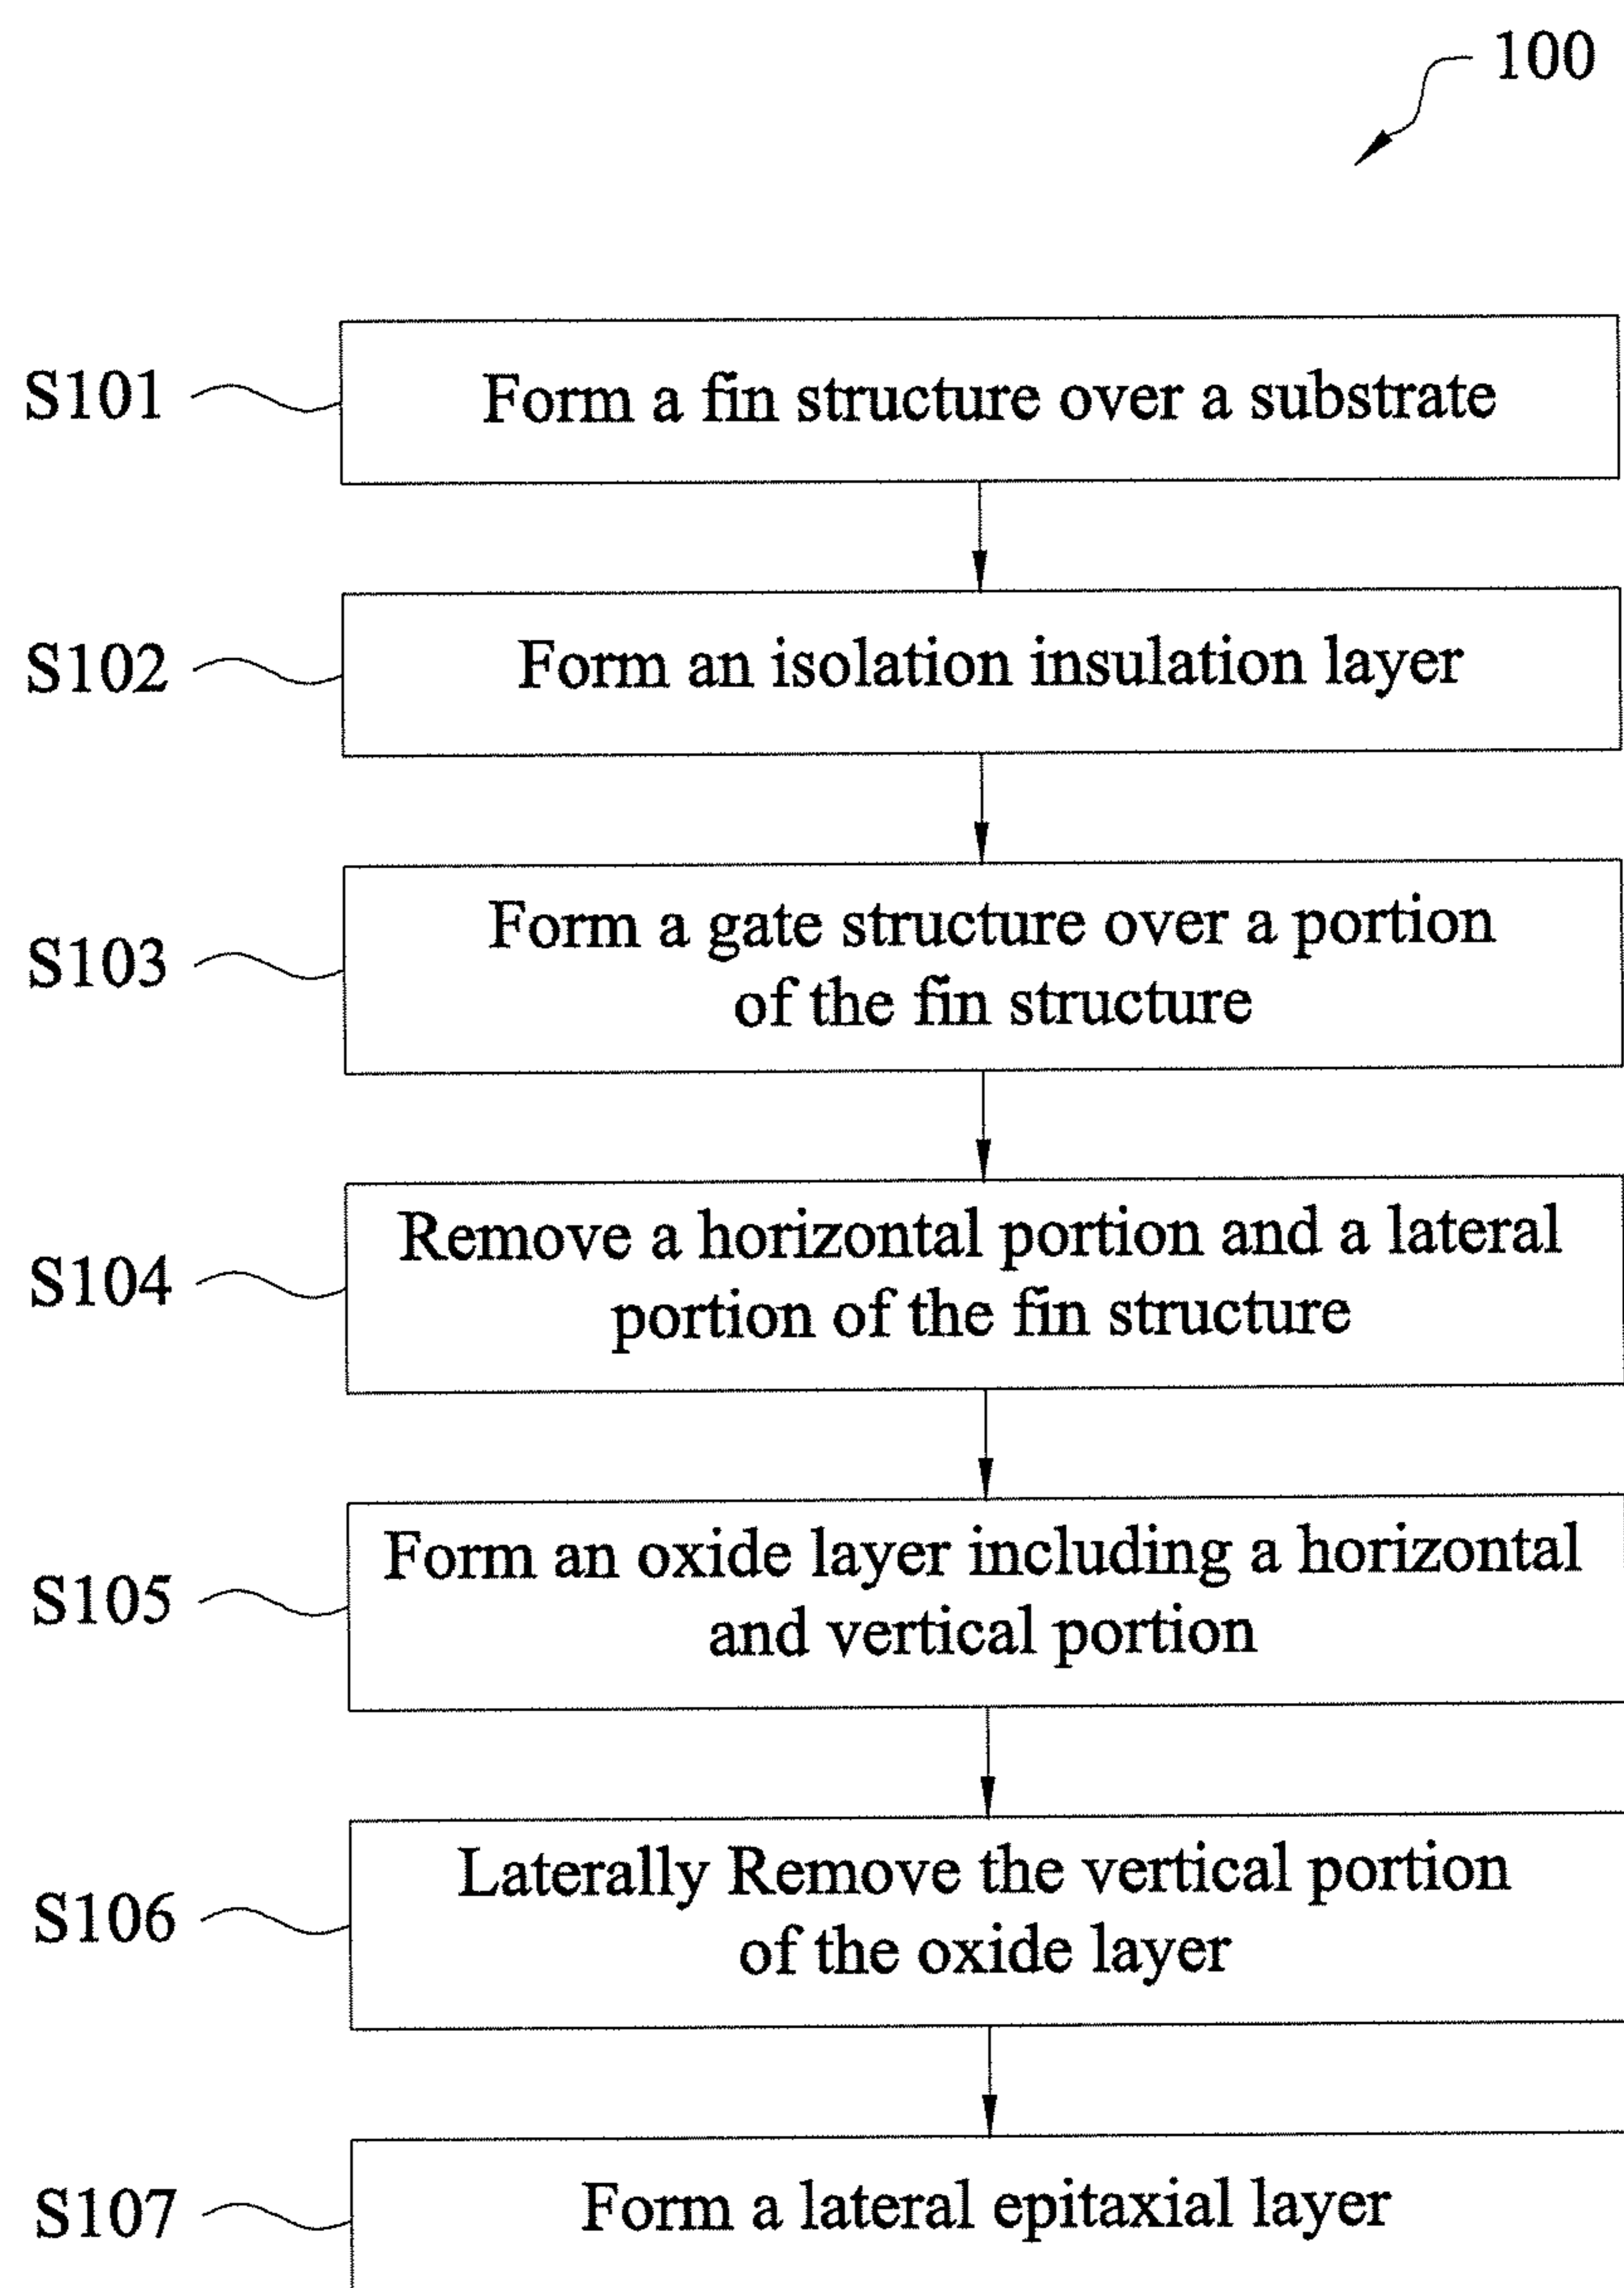 100
S101
Form a fin structure over a substrate
S102
Form an isolation insulation layer
S103
Form a gate structure over a portion
of the fin structure
S104
Remove a horizontal portion and a lateral
portion of the fin structure
S105
Form an oxide layer including a horizontal
and vertical portion
S106
Laterally Remove the vertical portion
of the oxide layer
S107
Form a lateral epitaxial layer